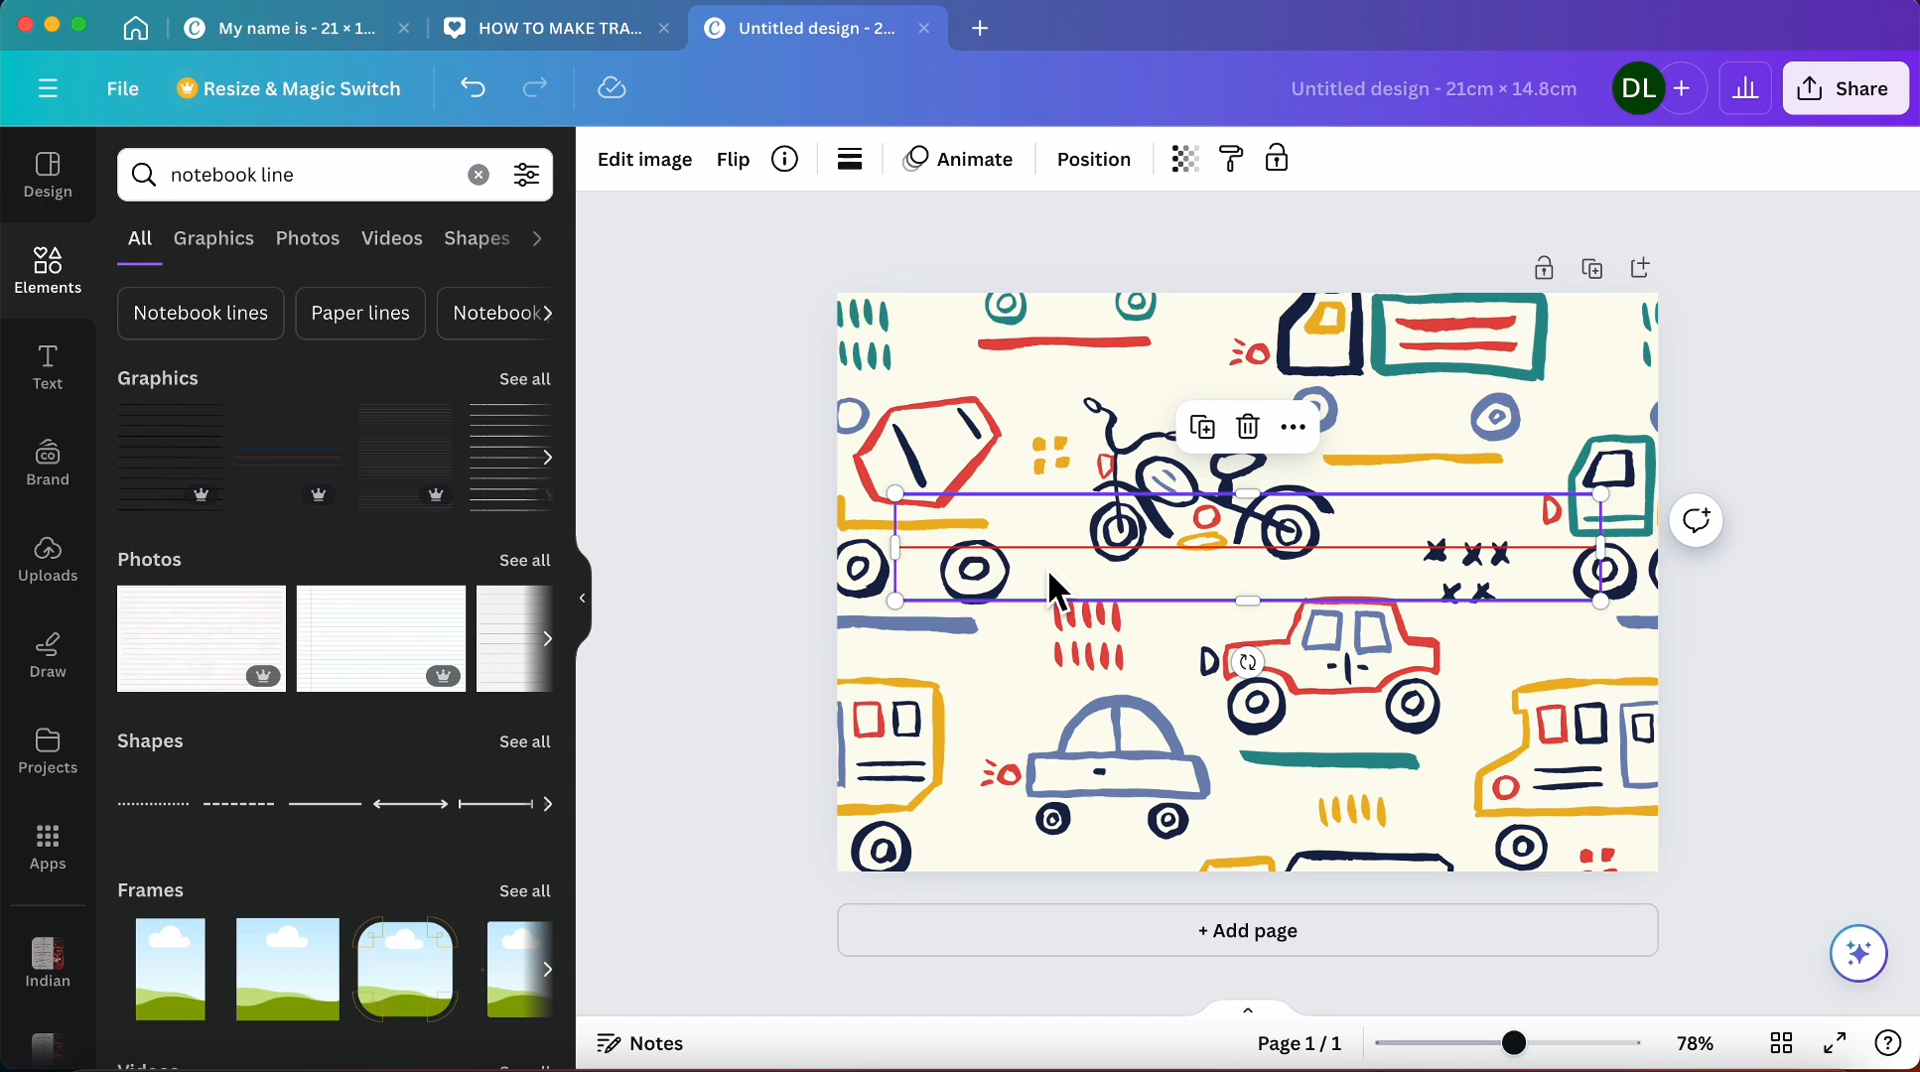 My name is - 21 × 1...
HOW TO MAKE TRA...
Untitled design - 2...
File
Resize & Magic Switch
Untitled design - 21cm × 14.8cm
DL
Share
Design
Elements
Text
Brand
Uploads
Draw
Projects
Apps
Indian
notebook line
All
Graphics
Photos
Videos
Shapes
Notebook lines
Paper lines
Notebook
Graphics
See all
Photos
See all
Shapes
See all
Frames
See all
Edit image
Flip
Animate
Position
+ Add page
Notes
Page 1 / 1
78%